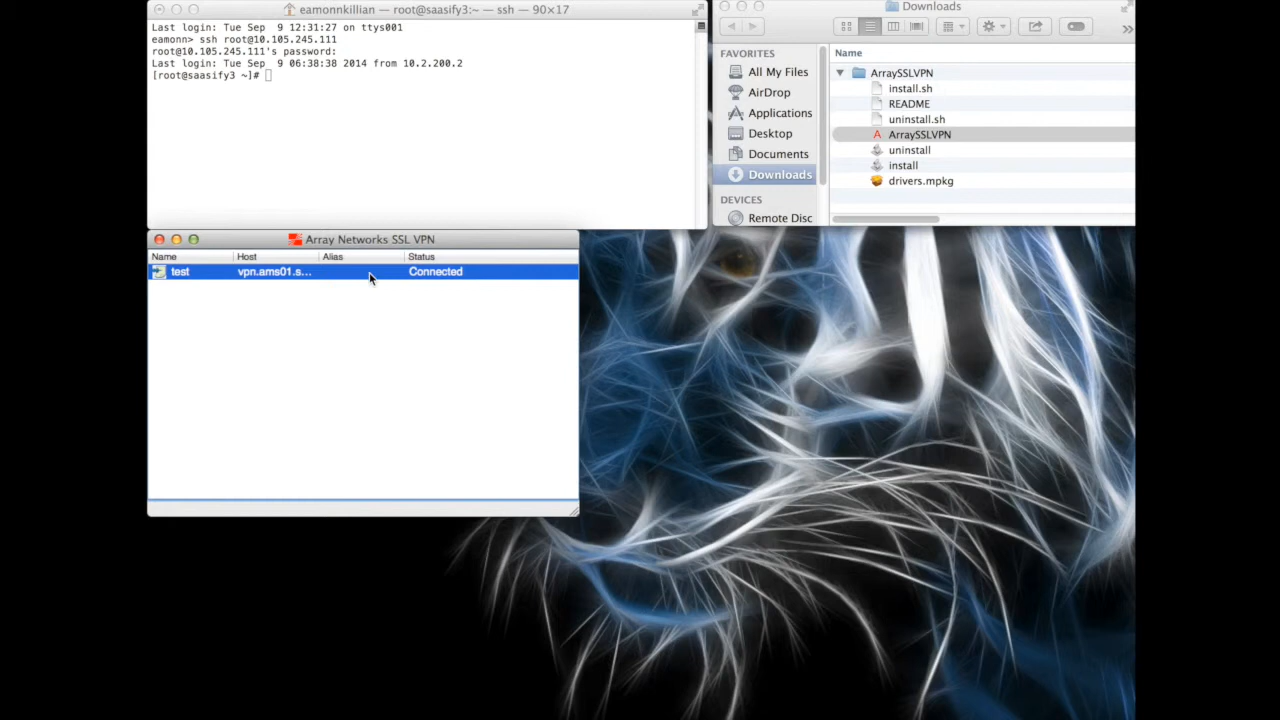 eamonnkillian — root@saasify3:~ — ssh — 90×17
Last login: Tue Sep  9 12:31:27 on ttys001
eamonn> ssh root@10.105.245.111
root@10.105.245.111's password:
Last login: Tue Sep  9 06:38:38 2014 from 10.2.200.2
[root@saasify3 ~]#
Downloads
FAVORITES
All My Files
AirDrop
Applications
Desktop
Documents
Downloads
DEVICES
Remote Disc
Name
ArraySSLVPN
install.sh
README
uninstall.sh
ArraySSLVPN
uninstall
install
drivers.mpkg
Array Networks SSL VPN
Name Host Alias Status
test vpn.ams01.s... Connected